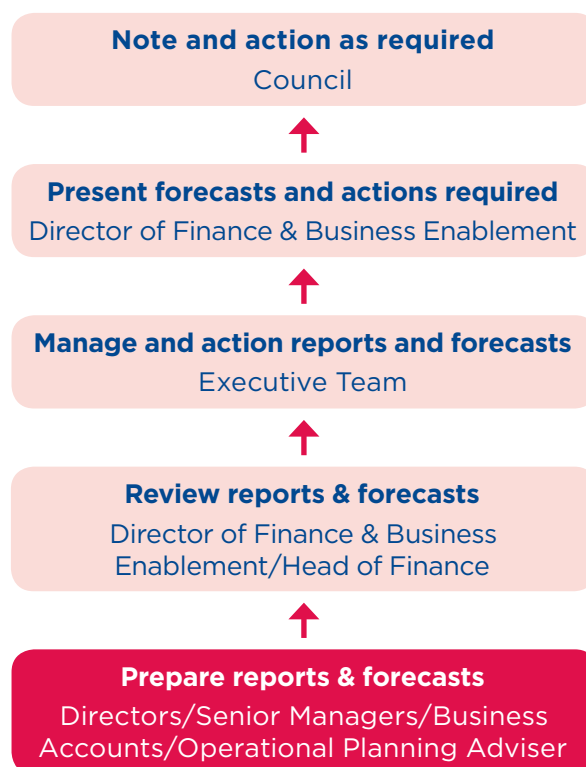 Note and action as required
Council
Present forecasts and actions required
Director of Finance & Business Enablement
Manage and action reports and forecasts
Executive Team
Review reports & forecasts
Director of Finance & Business
Enablement/Head of Finance
Prepare reports & forecasts
Directors/Senior Managers/Business
Accounts/Operational Planning Adviser